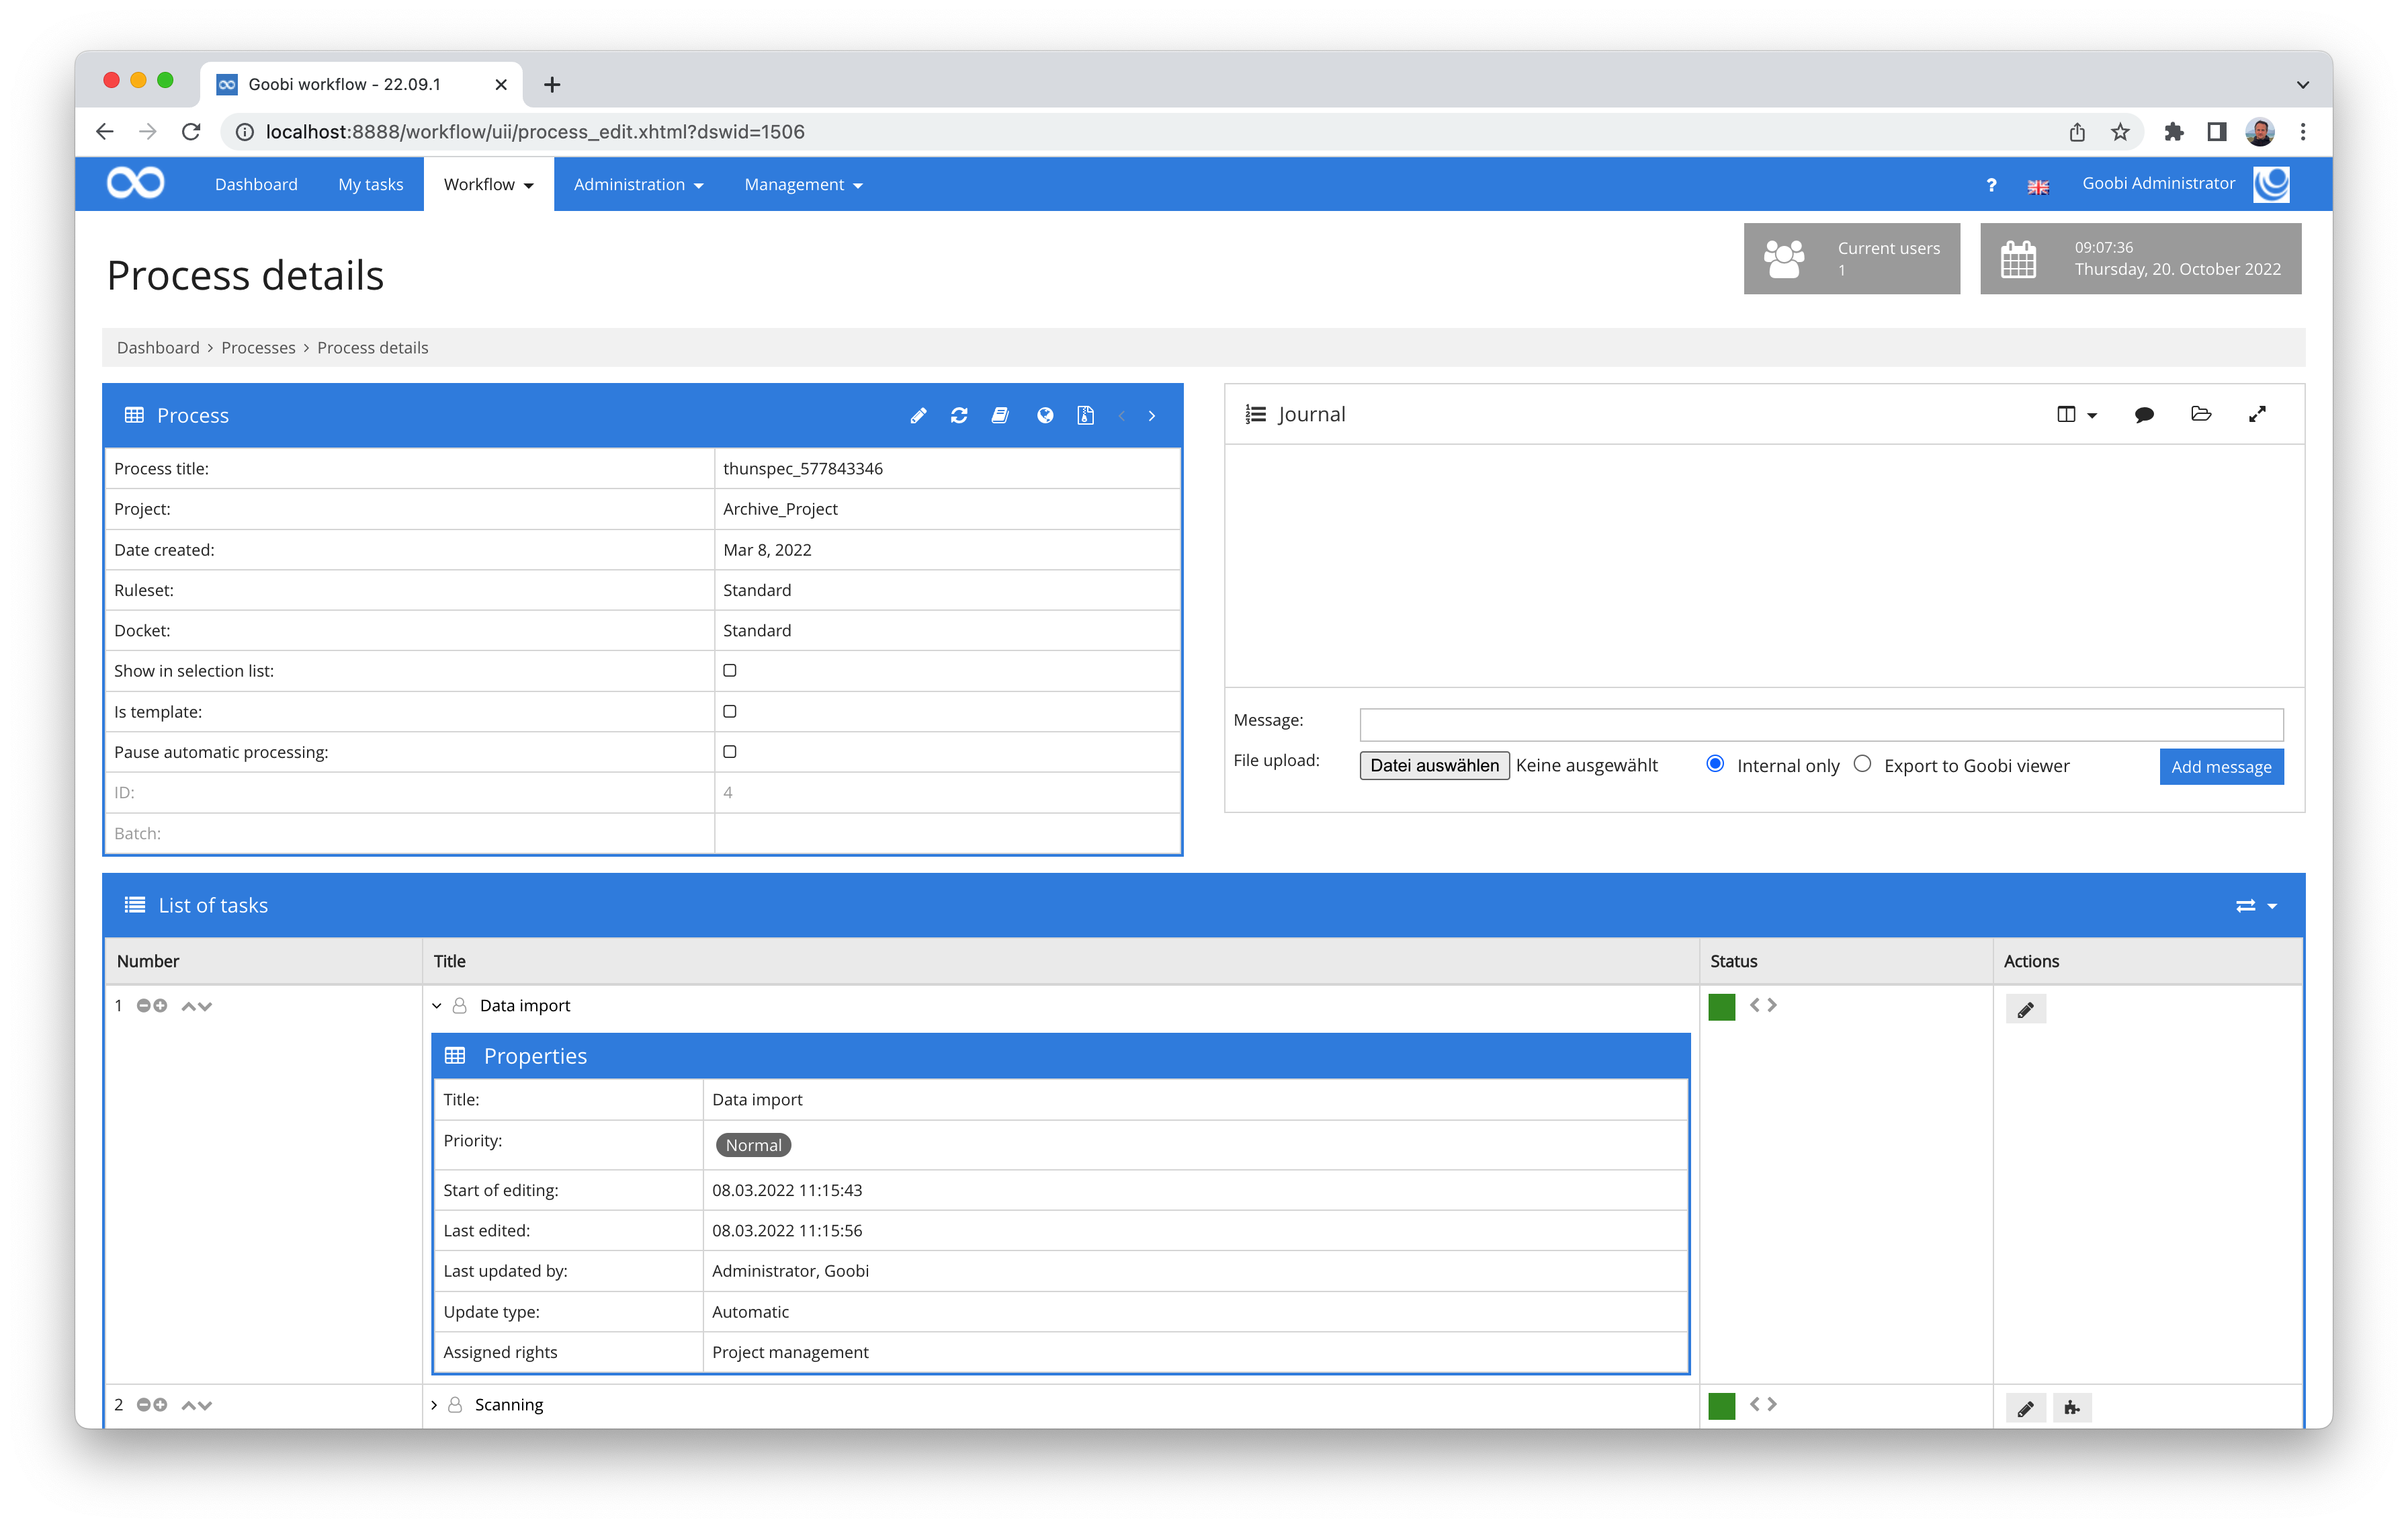 Goobi workflow - 22.09.1
localhost:8888/workflow/uii/process_edit.xhtml?dswid=1506
Dashboard My tasks Workflow Administration Management ? Goobi Administrator
Process details
Current users
1
09:07:36
Thursday, 20. October 2022
Dashboard > Processes > Process details
Process
Process title: thunspec_577843346
Project: Archive_Project
Date created: Mar 8, 2022
Ruleset: Standard
Docket: Standard
Show in selection list:
Is template:
Pause automatic processing:
ID: 4
Batch:
Journal
Message:
File upload: Datei auswählen Keine ausgewählt Internal only Export to Goobi viewer Add message
List of tasks
Number Title Status Actions
1 Data import
Properties
Title: Data import
Priority: Normal
Start of editing: 08.03.2022 11:15:43
Last edited: 08.03.2022 11:15:56
Last updated by: Administrator, Goobi
Update type: Automatic
Assigned rights Project management
2 Scanning